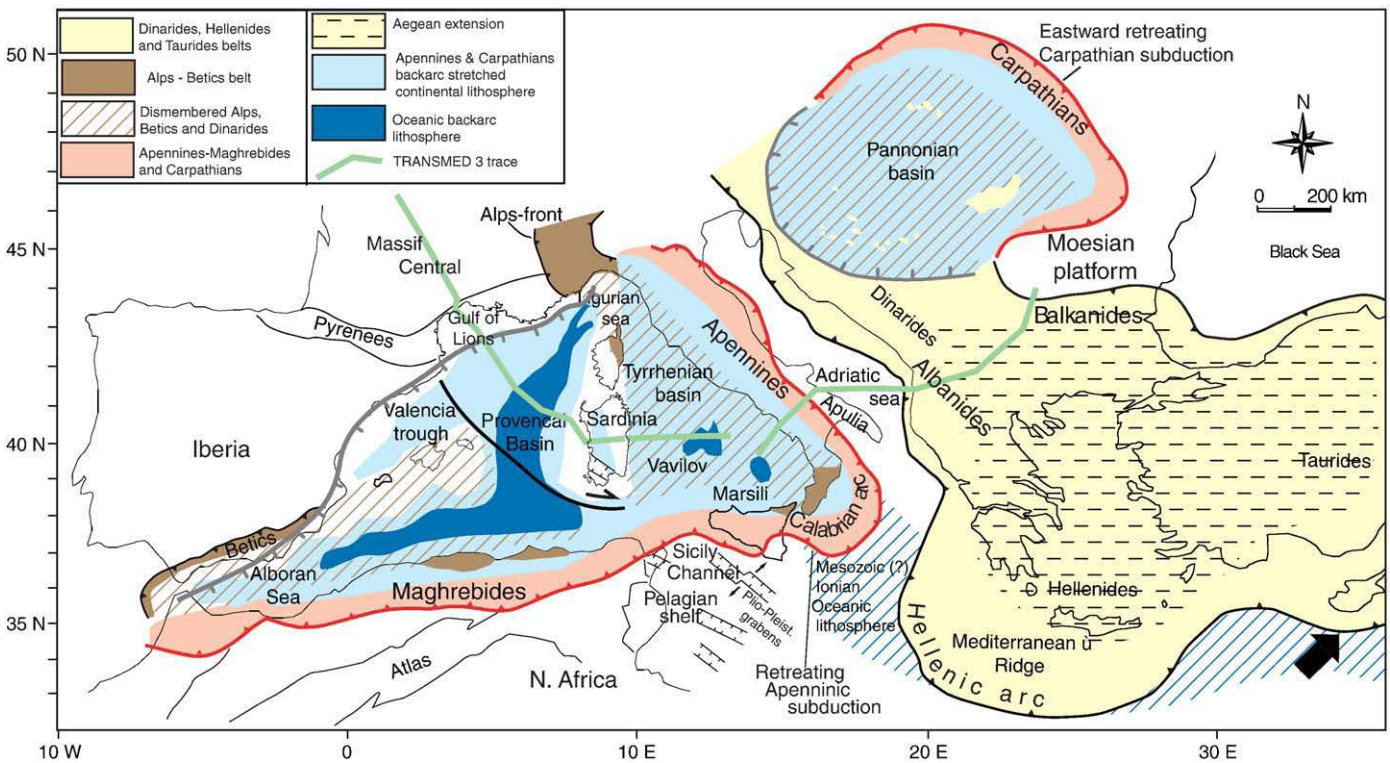 Dinarides, Hellenides
and Taurides belts
Alps - Betics belt
Dismembered Alps,
Betics and Dinarides
Apennines-Maghrebides
and Carpathians
Aegean extension
Apennines & Carpathians
backarc stretched
continental lithosphere
Oceanic backarc
lithosphere
TRANSMED 3 trace
50 N
45 N
40 N
35 N
10 W
0
10 E
20 E
30 E
Eastward retreating
Carpathian subduction
Carpathians
N
0 200 km
Pannonian
basin
Alps-front
Massif
Central
Moesian
platform
Black Sea
Pyrenees
Gulf of
Lions
Ligurian
sea
Dinarides
Balkanides
Apennines
Tyrrhenian
basin
Adriatic
sea
Albanides
Apulia
Valencia
trough
Provencal
Basin
Sardinia
Iberia
Vavilov
Taurides
Marsili
Calabrian arc
Betics
Alboran
Sea
Maghrebides
Sicily
Channel
Pelagian
shelf
Plio-Pleist.
grabens
Mesozoic (?)
Ionian
Oceanic
lithosphere
Hellenides
Hellenic arc
Mediterranean u
Ridge
Atlas
N. Africa
Retreating
Apenninic
subduction